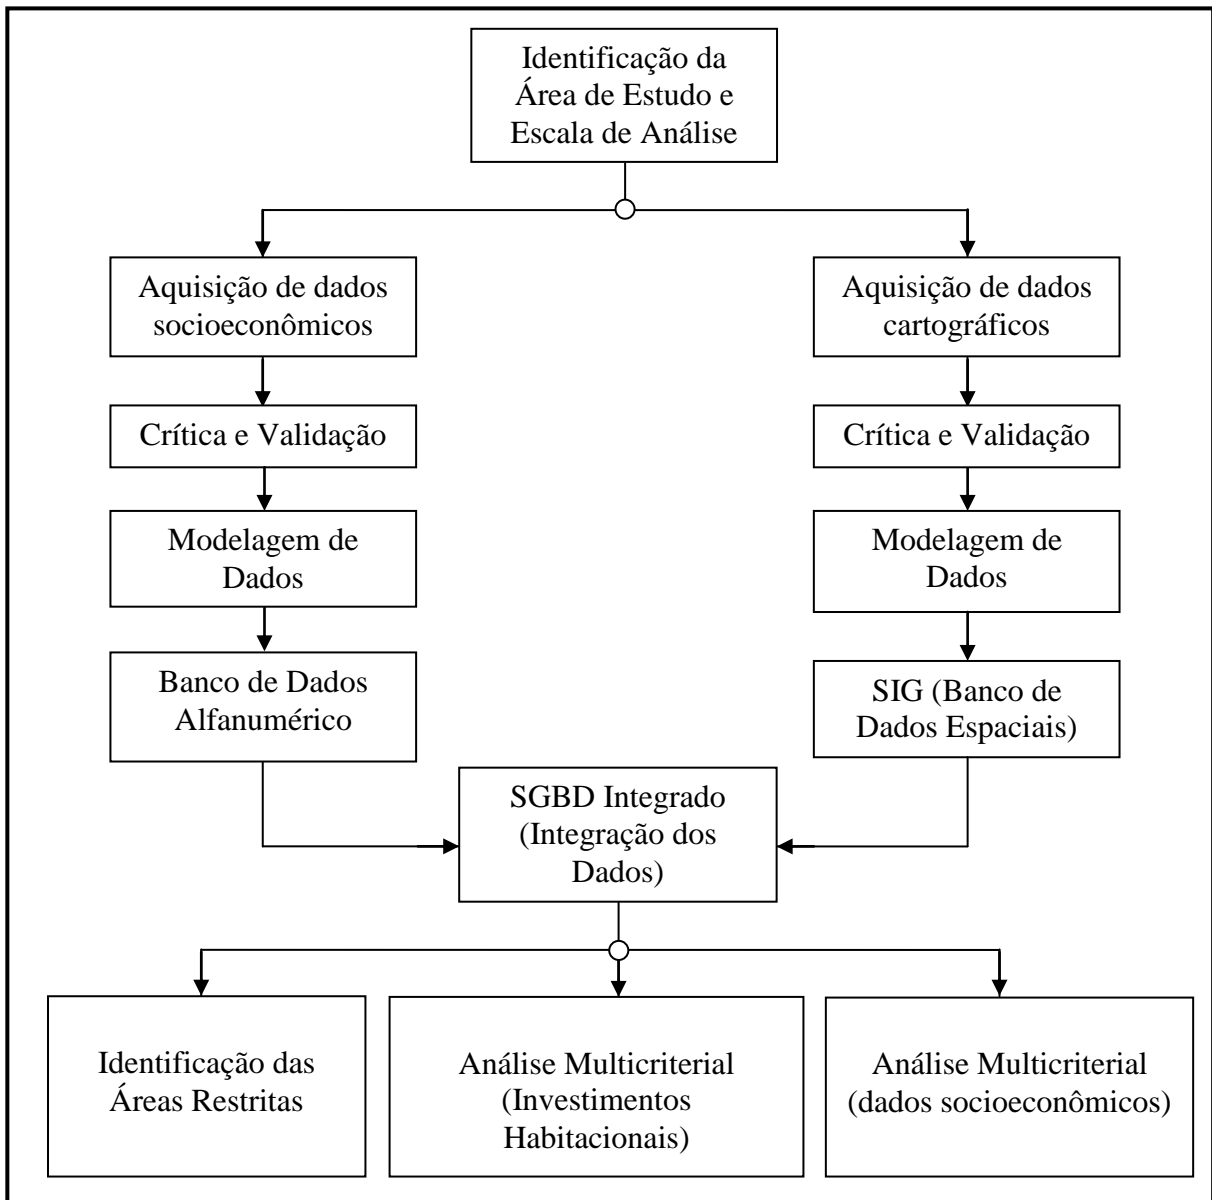 Identificação da
Área de Estudo e
Escala de Análise
Aquisição de dados
socioeconômicos
Aquisição de dados
cartográficos
Crítica e Validação
Crítica e Validação
Modelagem de
Dados
Modelagem de
Dados
Banco de Dados
Alfanumérico
SIG (Banco de
Dados Espaciais)
SGBD Integrado
(Integração dos
Dados)
Identificação das
Áreas Restritas
Análise Multicriterial
(Investimentos
Habitacionais)
Análise Multicriterial
(dados socioeconômicos)